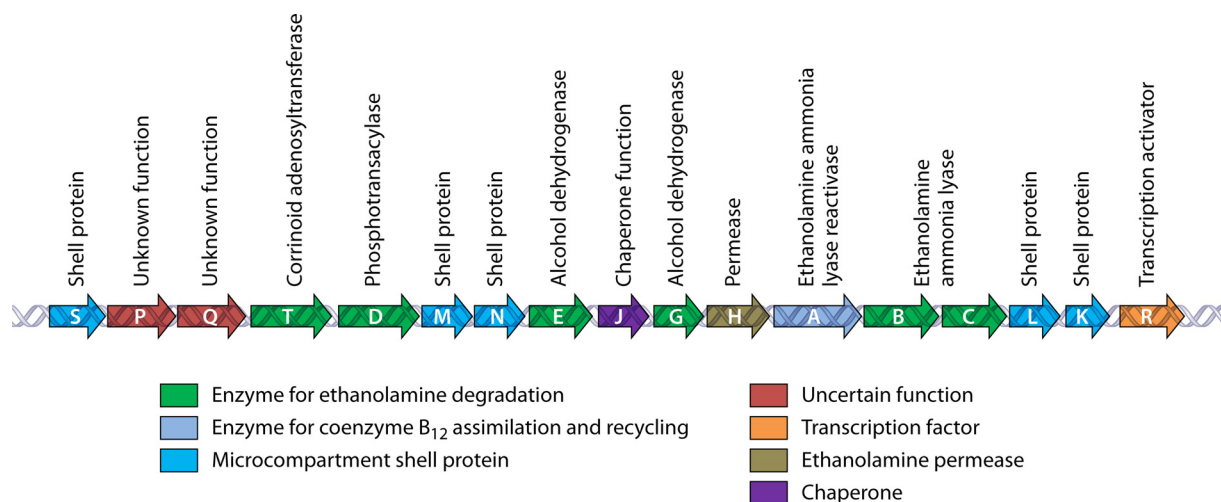 Shell protein
Unknown function
Unknown function
Corrinoid adenosyltransferase
Phosphotransacylase
Shell protein
Shell protein
Alcohol dehydrogenase
Chaperone function
Alcohol dehydrogenase
Permease
Ethanolamine ammonia
lyase reactivase
Ethanolamine
ammonia lyase
Shell protein
Shell protein
Transcription activator
S P Q T D M N E J G H A B C L K R
Enzyme for ethanolamine degradation
Enzyme for coenzyme B₁₂ assimilation and recycling
Microcompartment shell protein
Uncertain function
Transcription factor
Ethanolamine permease
Chaperone